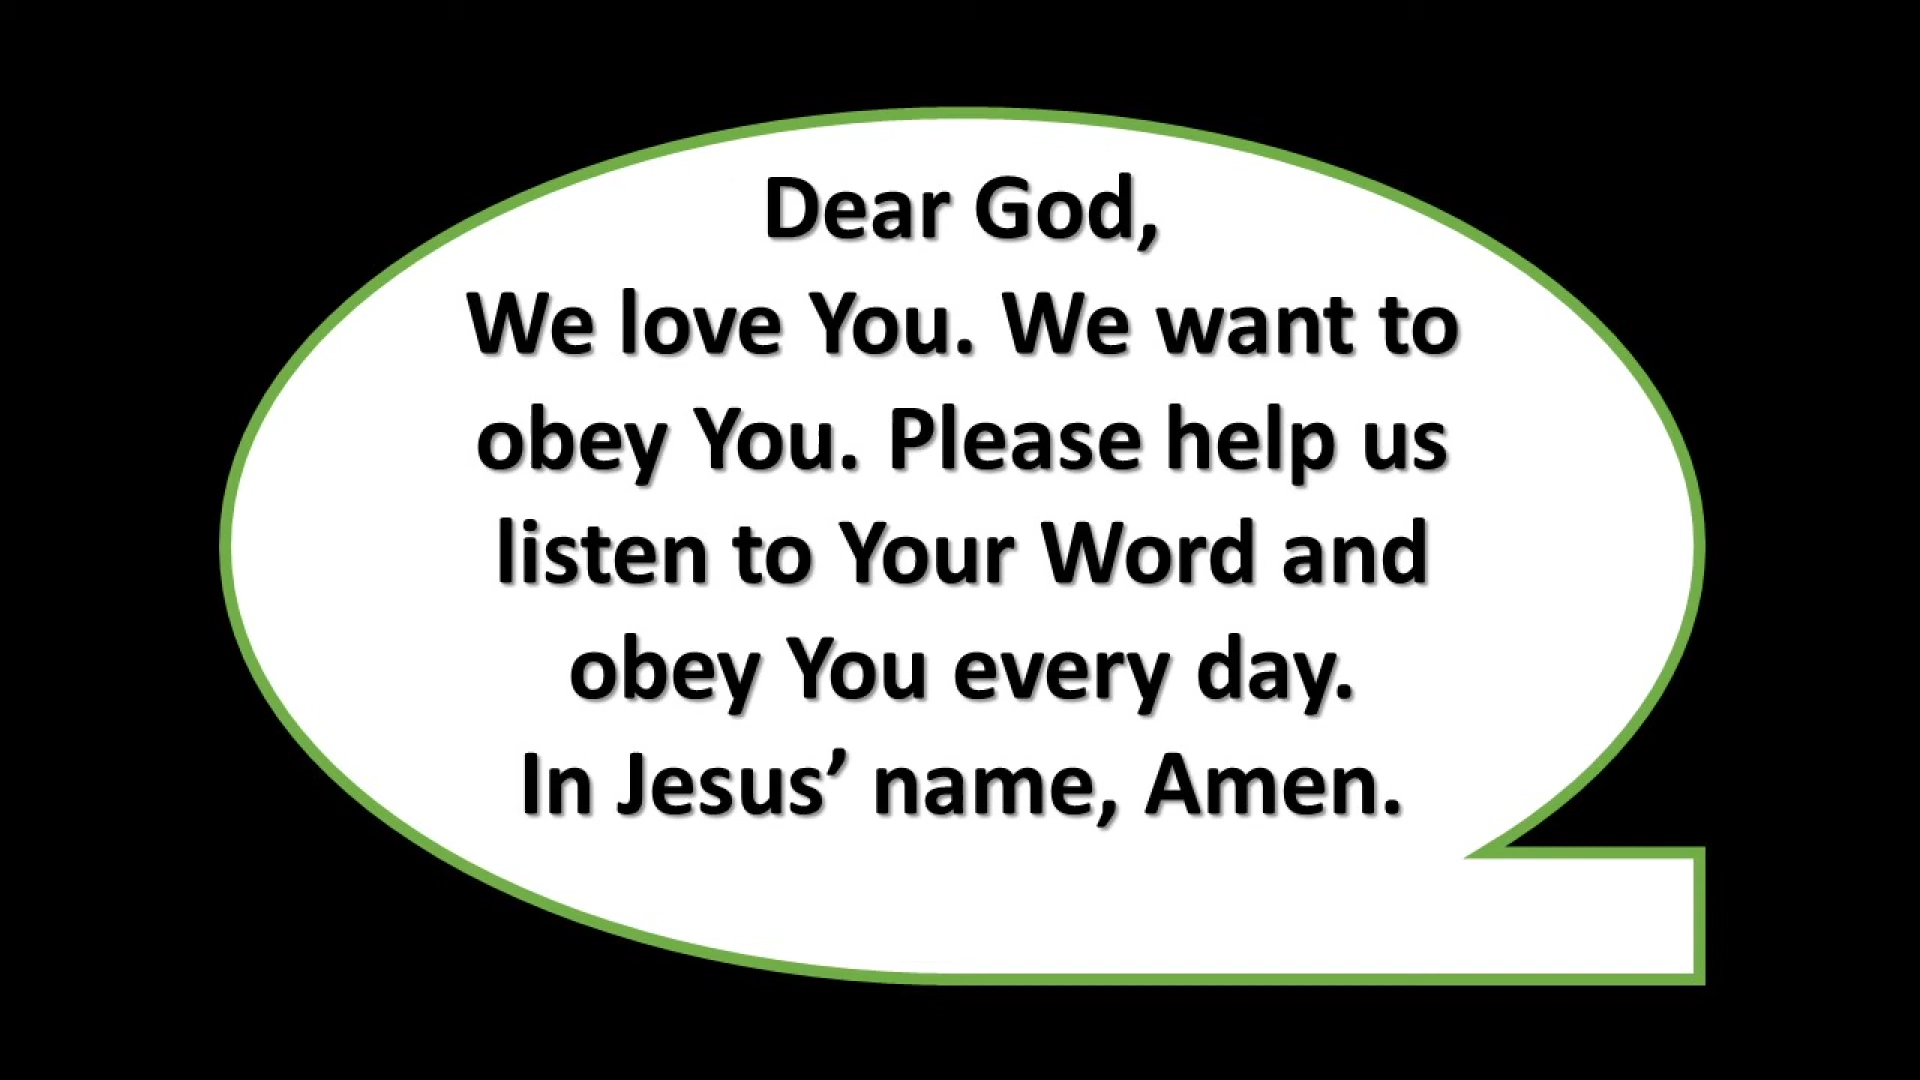 Dear God,
We love You. We want to
obey You. Please help us
listen to Your Word and
obey You every day.
In Jesus’ name, Amen.